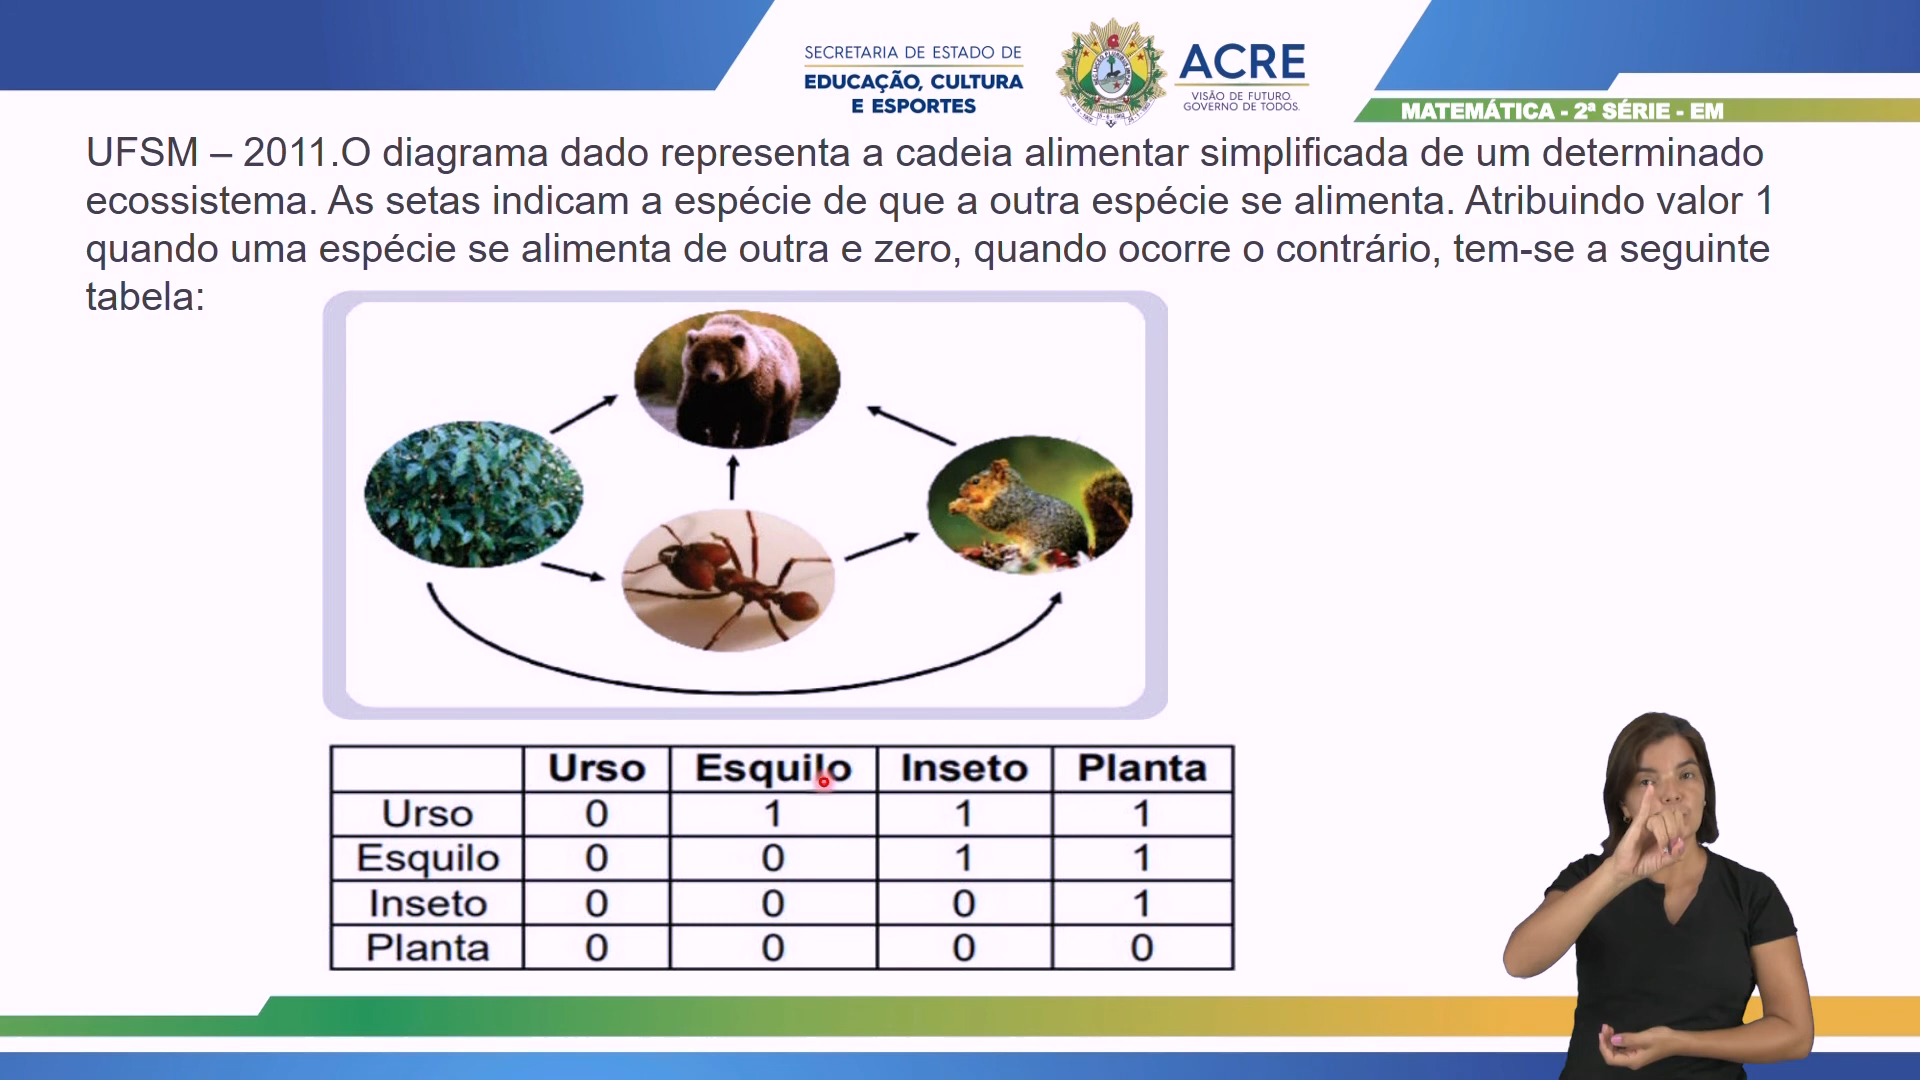 SECRETARIA DE ESTADO DE
EDUCAÇÃO, CULTURA
E ESPORTES
ACRE
VISÃO DE FUTURO.
GOVERNO DE TODOS.
MATEMÁTICA - 2ª SÉRIE - EM
UFSM – 2011.O diagrama dado representa a cadeia alimentar simplificada de um determinado
ecossistema. As setas indicam a espécie de que a outra espécie se alimenta. Atribuindo valor 1
quando uma espécie se alimenta de outra e zero, quando ocorre o contrário, tem-se a seguinte
tabela:
Urso Esquilo Inseto Planta
Urso 0 1 1 1
Esquilo 0 0 1 1
Inseto 0 0 0 1
Planta 0 0 0 0